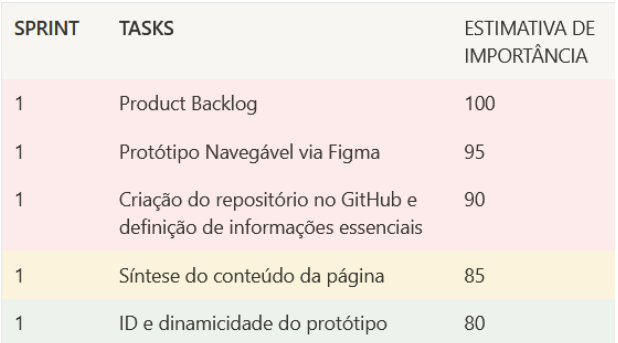 SPRINT TASKS ESTIMATIVA DE
IMPORTÂNCIA
1 Product Backlog 100
1 Protótipo Navegável via Figma 95
1 Criação do repositório no GitHub e 90
definição de informações essenciais
1 Síntese do conteúdo da página 85
1 ID e dinamicidade do protótipo 80